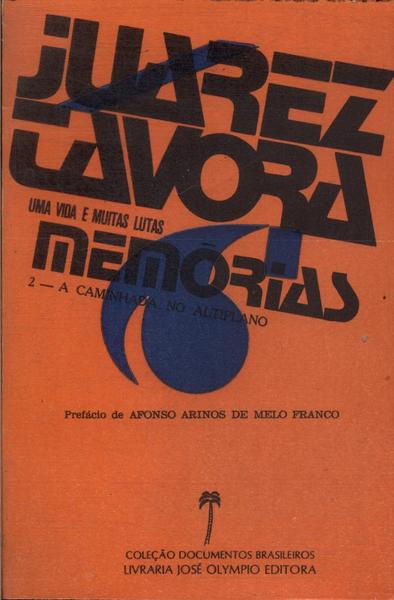 JUAREZ
TAVORA
UMA VIDA E MUITAS LUTAS
MEMÓRIAS
2 — A CAMINHADA NO ALTIPLANO
Prefácio de AFONSO ARINOS DE MELO FRANCO
COLEÇÃO DOCUMENTOS BRASILEIROS
LIVRARIA JOSÉ OLYMPIO EDITORA